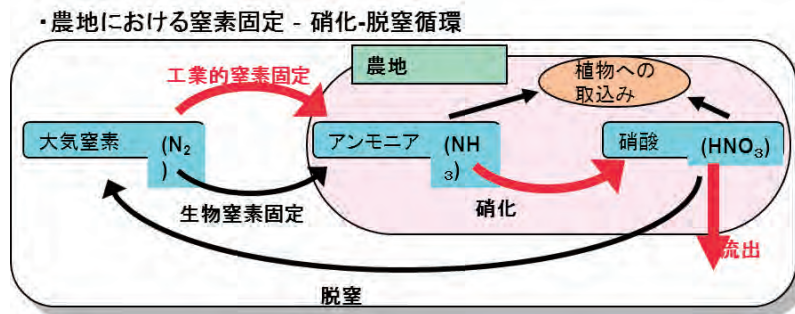 ・農地における窒素固定 - 硝化-脱窒循環
工業的窒素固定
農地
植物への
取込み
大気窒素
(N₂
)
アンモニア
(NH
₃)
硝酸
(HNO₃)
生物窒素固定
硝化
流出
脱窒